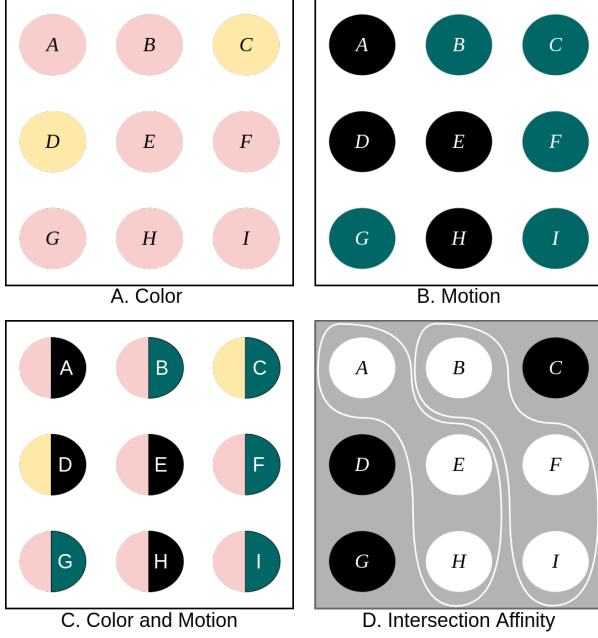 A B C
D E F
G H I
A. Color
A B C
D E F
G H I
B. Motion
A B C
D E F
G H I
C. Color and Motion
A B C
D E F
G H I
D. Intersection Affinity